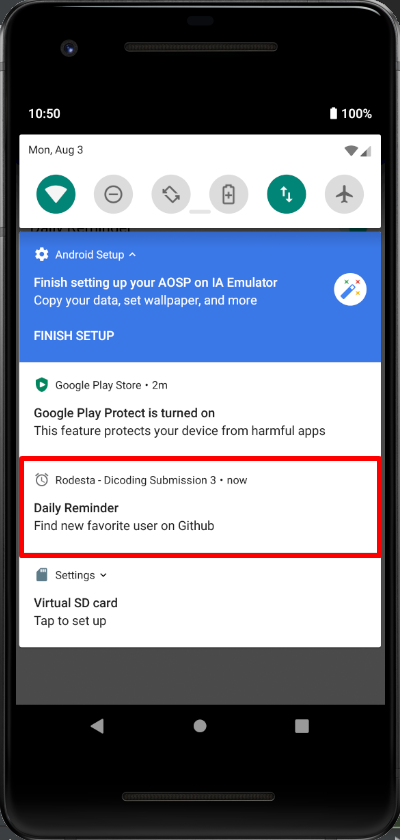 10:50 100%
Mon, Aug 3
Daily Reminder
Android Setup
Finish setting up your AOSP on IA Emulator
Copy your data, set wallpaper, and more
FINISH SETUP
Google Play Store • 2m
Google Play Protect is turned on
This feature protects your device from harmful apps
Rodesta - Dicoding Submission 3 • now
Daily Reminder
Find new favorite user on Github
Settings
Virtual SD card
Tap to set up